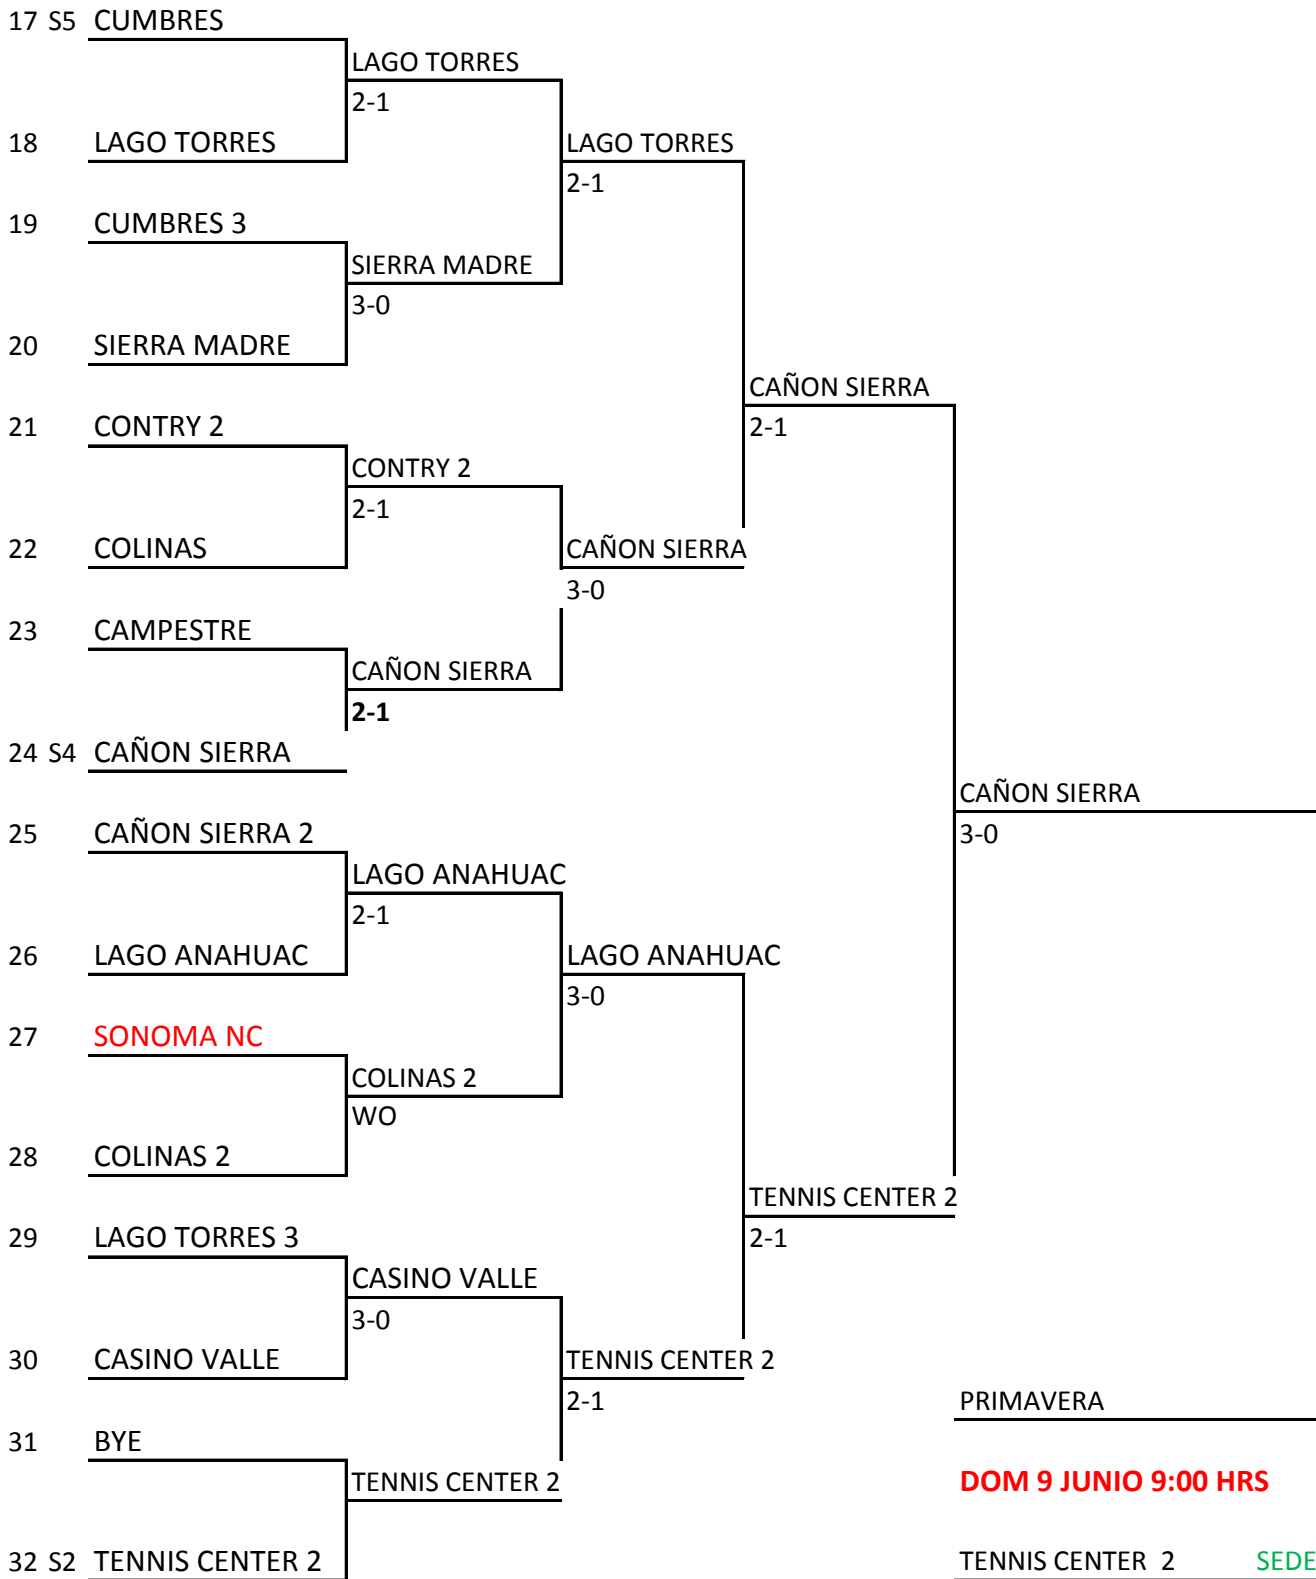 17 S5 CUMBRES
LAGO TORRES
2-1
18 LAGO TORRES
LAGO TORRES
2-1
19 CUMBRES 3
SIERRA MADRE
3-0
20 SIERRA MADRE
CAÑON SIERRA
2-1
21 CONTRY 2
CONTRY 2
2-1
22 COLINAS
CAÑON SIERRA
3-0
23 CAMPESTRE
CAÑON SIERRA
2-1
24 S4 CAÑON SIERRA
CAÑON SIERRA
3-0
25 CAÑON SIERRA 2
LAGO ANAHUAC
2-1
26 LAGO ANAHUAC
LAGO ANAHUAC
3-0
27 SONOMA NC
COLINAS 2
WO
28 COLINAS 2
TENNIS CENTER 2
2-1
29 LAGO TORRES 3
CASINO VALLE
3-0
30 CASINO VALLE
TENNIS CENTER 2
2-1
PRIMAVERA
31 BYE
TENNIS CENTER 2
DOM 9 JUNIO 9:00 HRS
32 S2 TENNIS CENTER 2
TENNIS CENTER 2 SEDE